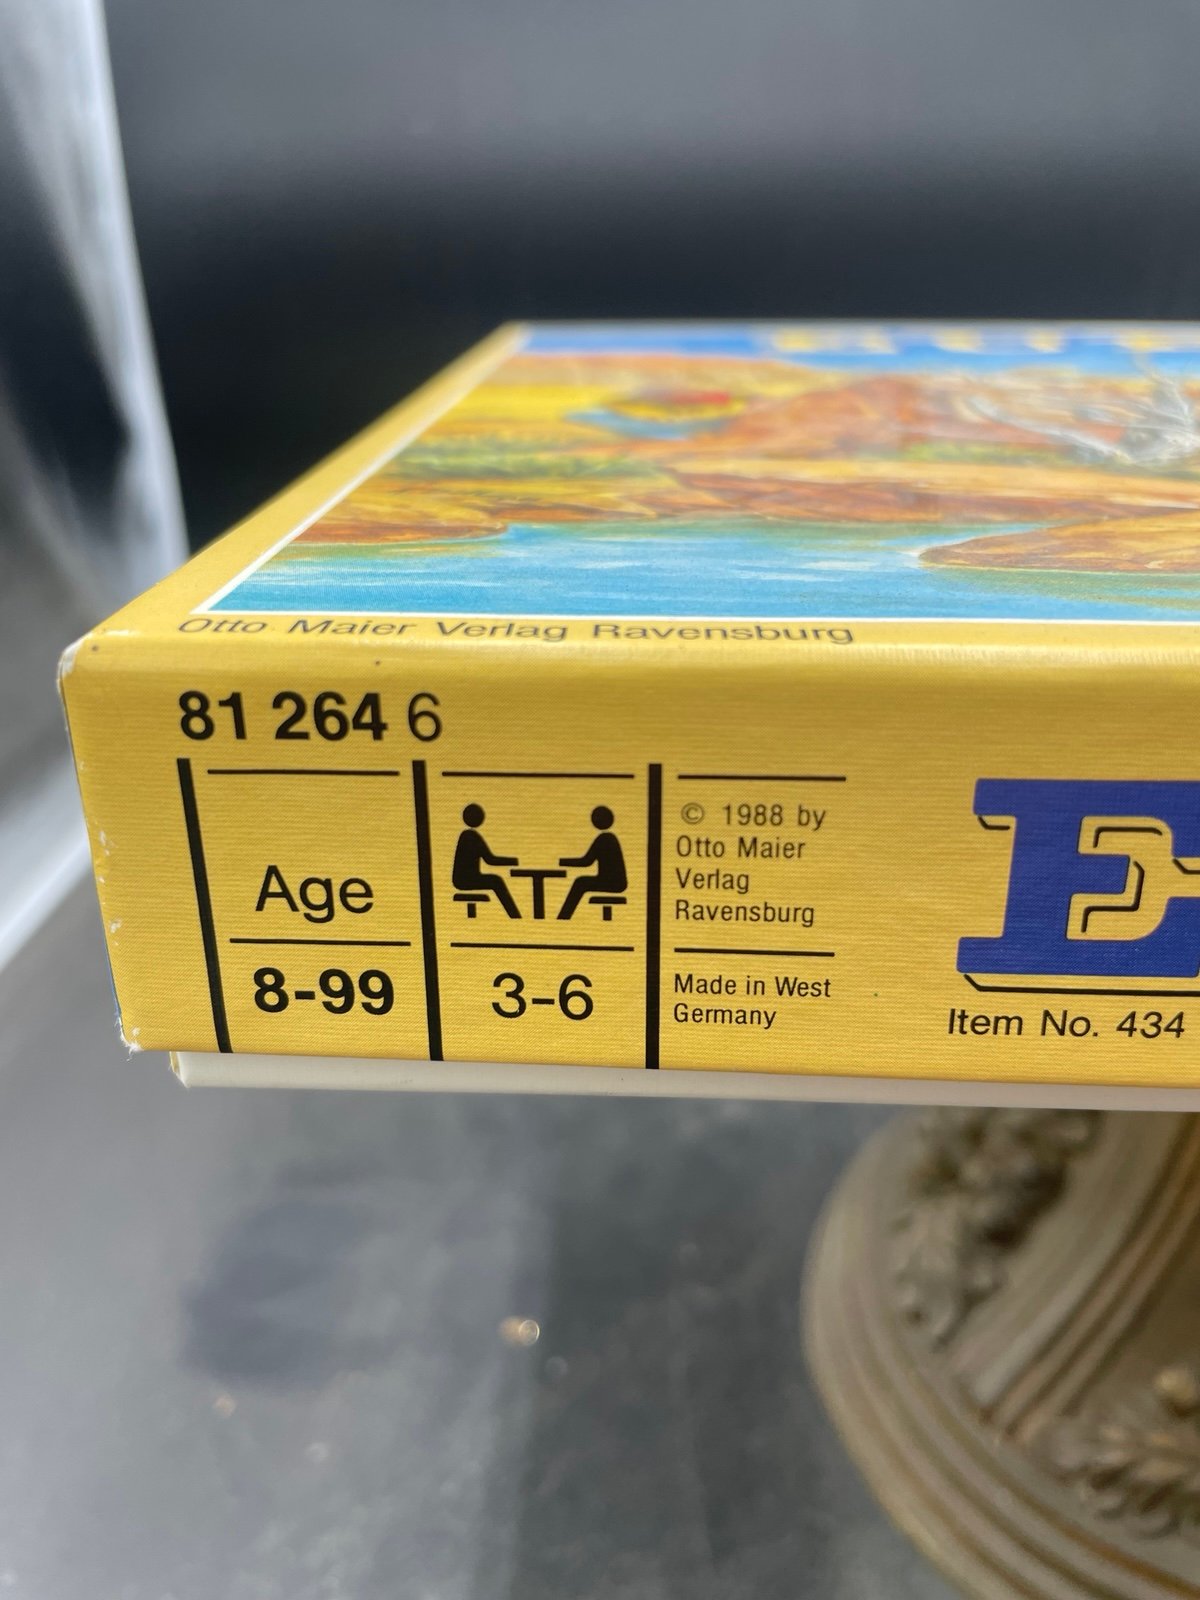 Otto Maier Verlag Ravensburg
81 264 6
Age
8-99
3-6
© 1988 by
Otto Maier
Verlag
Ravensburg
Made in West
Germany
E
Item No. 434